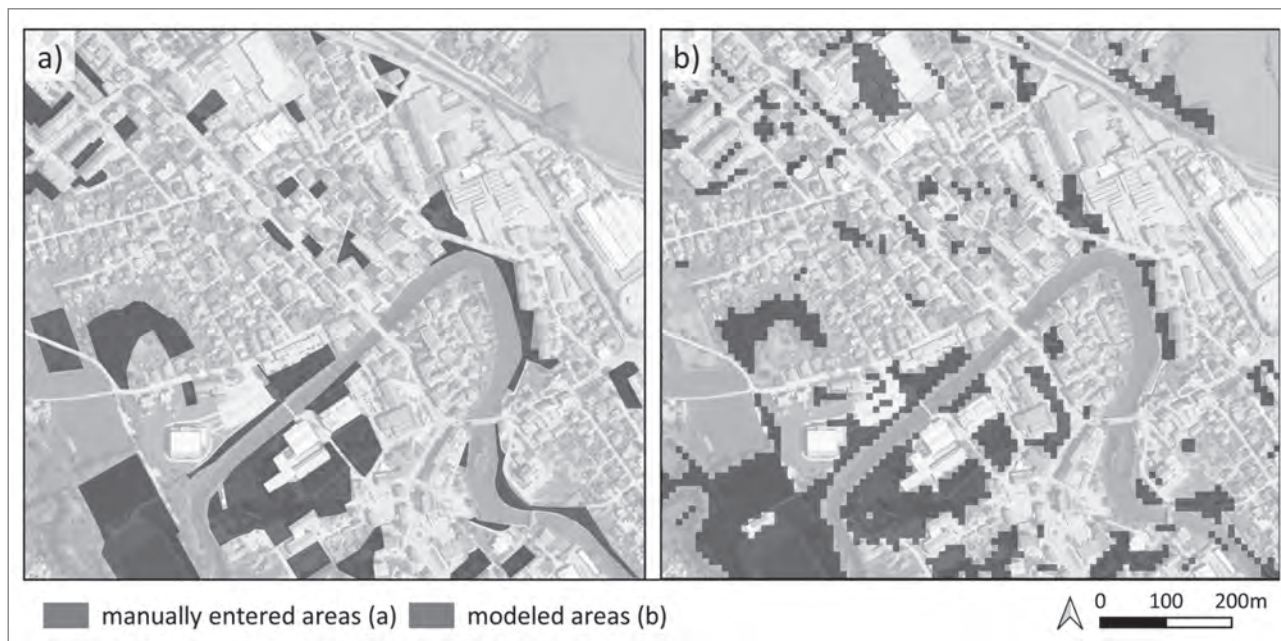 a)
b)
manually entered areas (a)
modeled areas (b)
0 100 200m